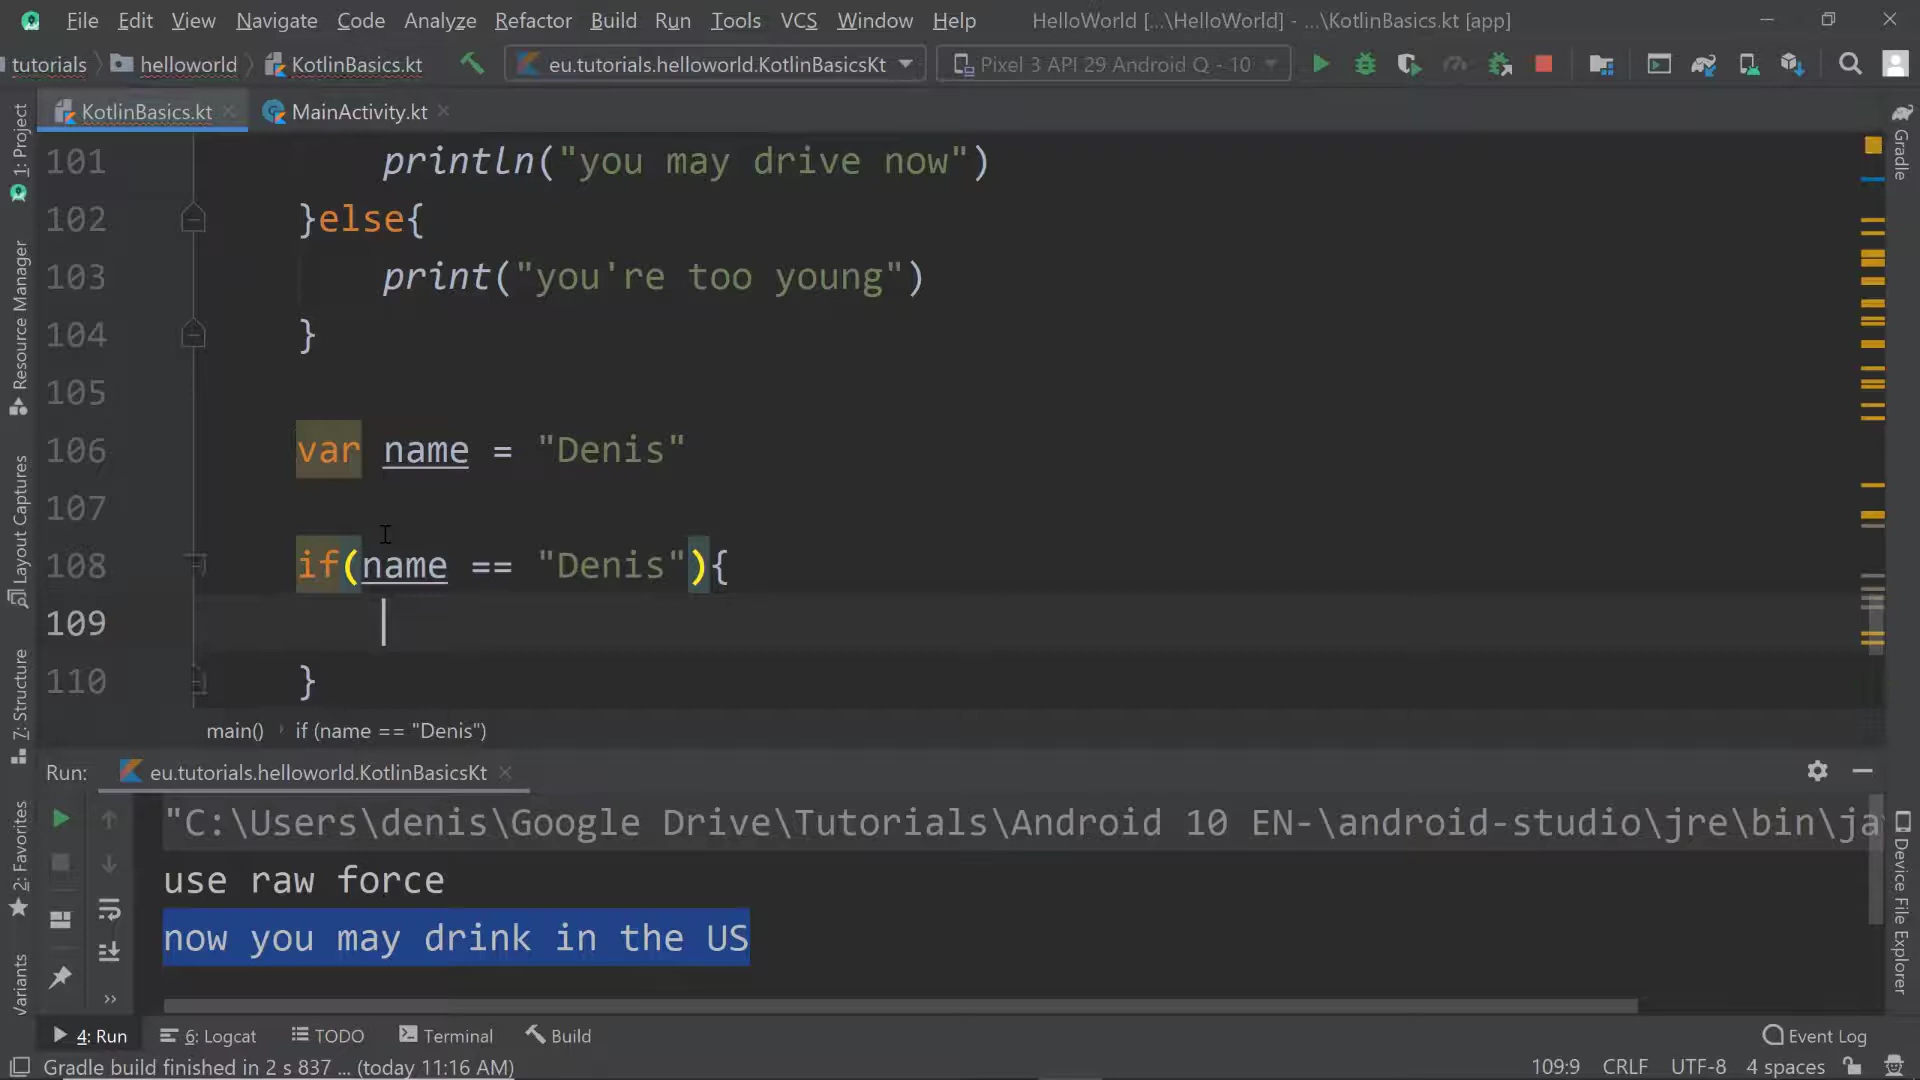 File Edit View Navigate Code Analyze Refactor Build Run Tools VCS Window Help HelloWorld [...\HelloWorld] - ...\KotlinBasics.kt [app]
tutorials helloworld KotlinBasics.kt eu.tutorials.helloworld.KotlinBasicsKt Pixel 3 API 29 Android Q - 10
KotlinBasics.kt MainActivity.kt
1: Project
Resource Manager
Layout Captures
7: Structure
2: Favorites
Variants
Gradle
Device File Explorer
101 println("you may drive now")
102 }else{
103 print("you're too young")
104 }
105
106 var name = "Denis"
107
108 if(name == "Denis"){
109
110 }
main() › if (name == "Denis")
Run: eu.tutorials.helloworld.KotlinBasicsKt
"C:\Users\denis\Google Drive\Tutorials\Android 10 EN-\android-studio\jre\bin\ja
use raw force
now you may drink in the US
4: Run 6: Logcat TODO Terminal Build Event Log
Gradle build finished in 2 s 837 ... (today 11:16 AM) 109:9 CRLF UTF-8 4 spaces